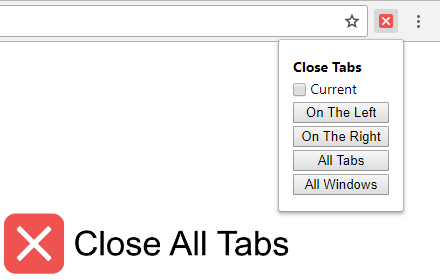 Close Tabs
Current
On The Left
On The Right
All Tabs
All Windows
Close All Tabs